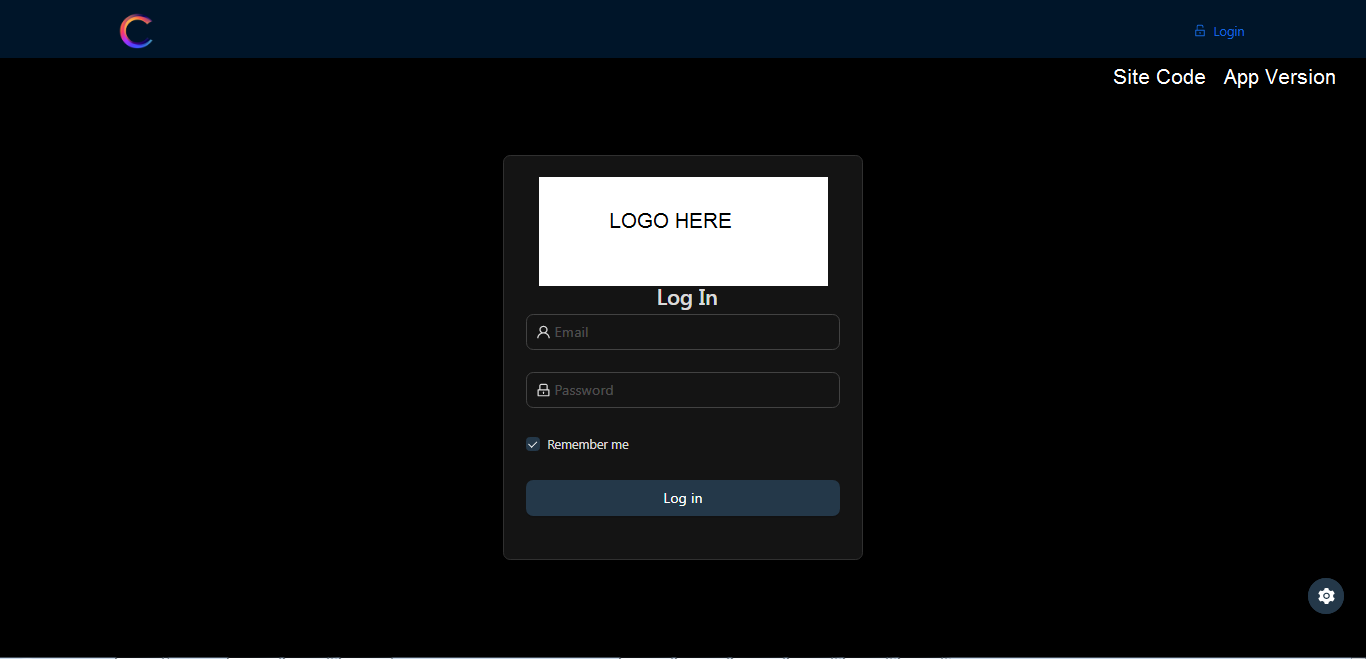 Login
Site Code App Version
LOGO HERE
Log In
Email
Password
Remember me
Log in